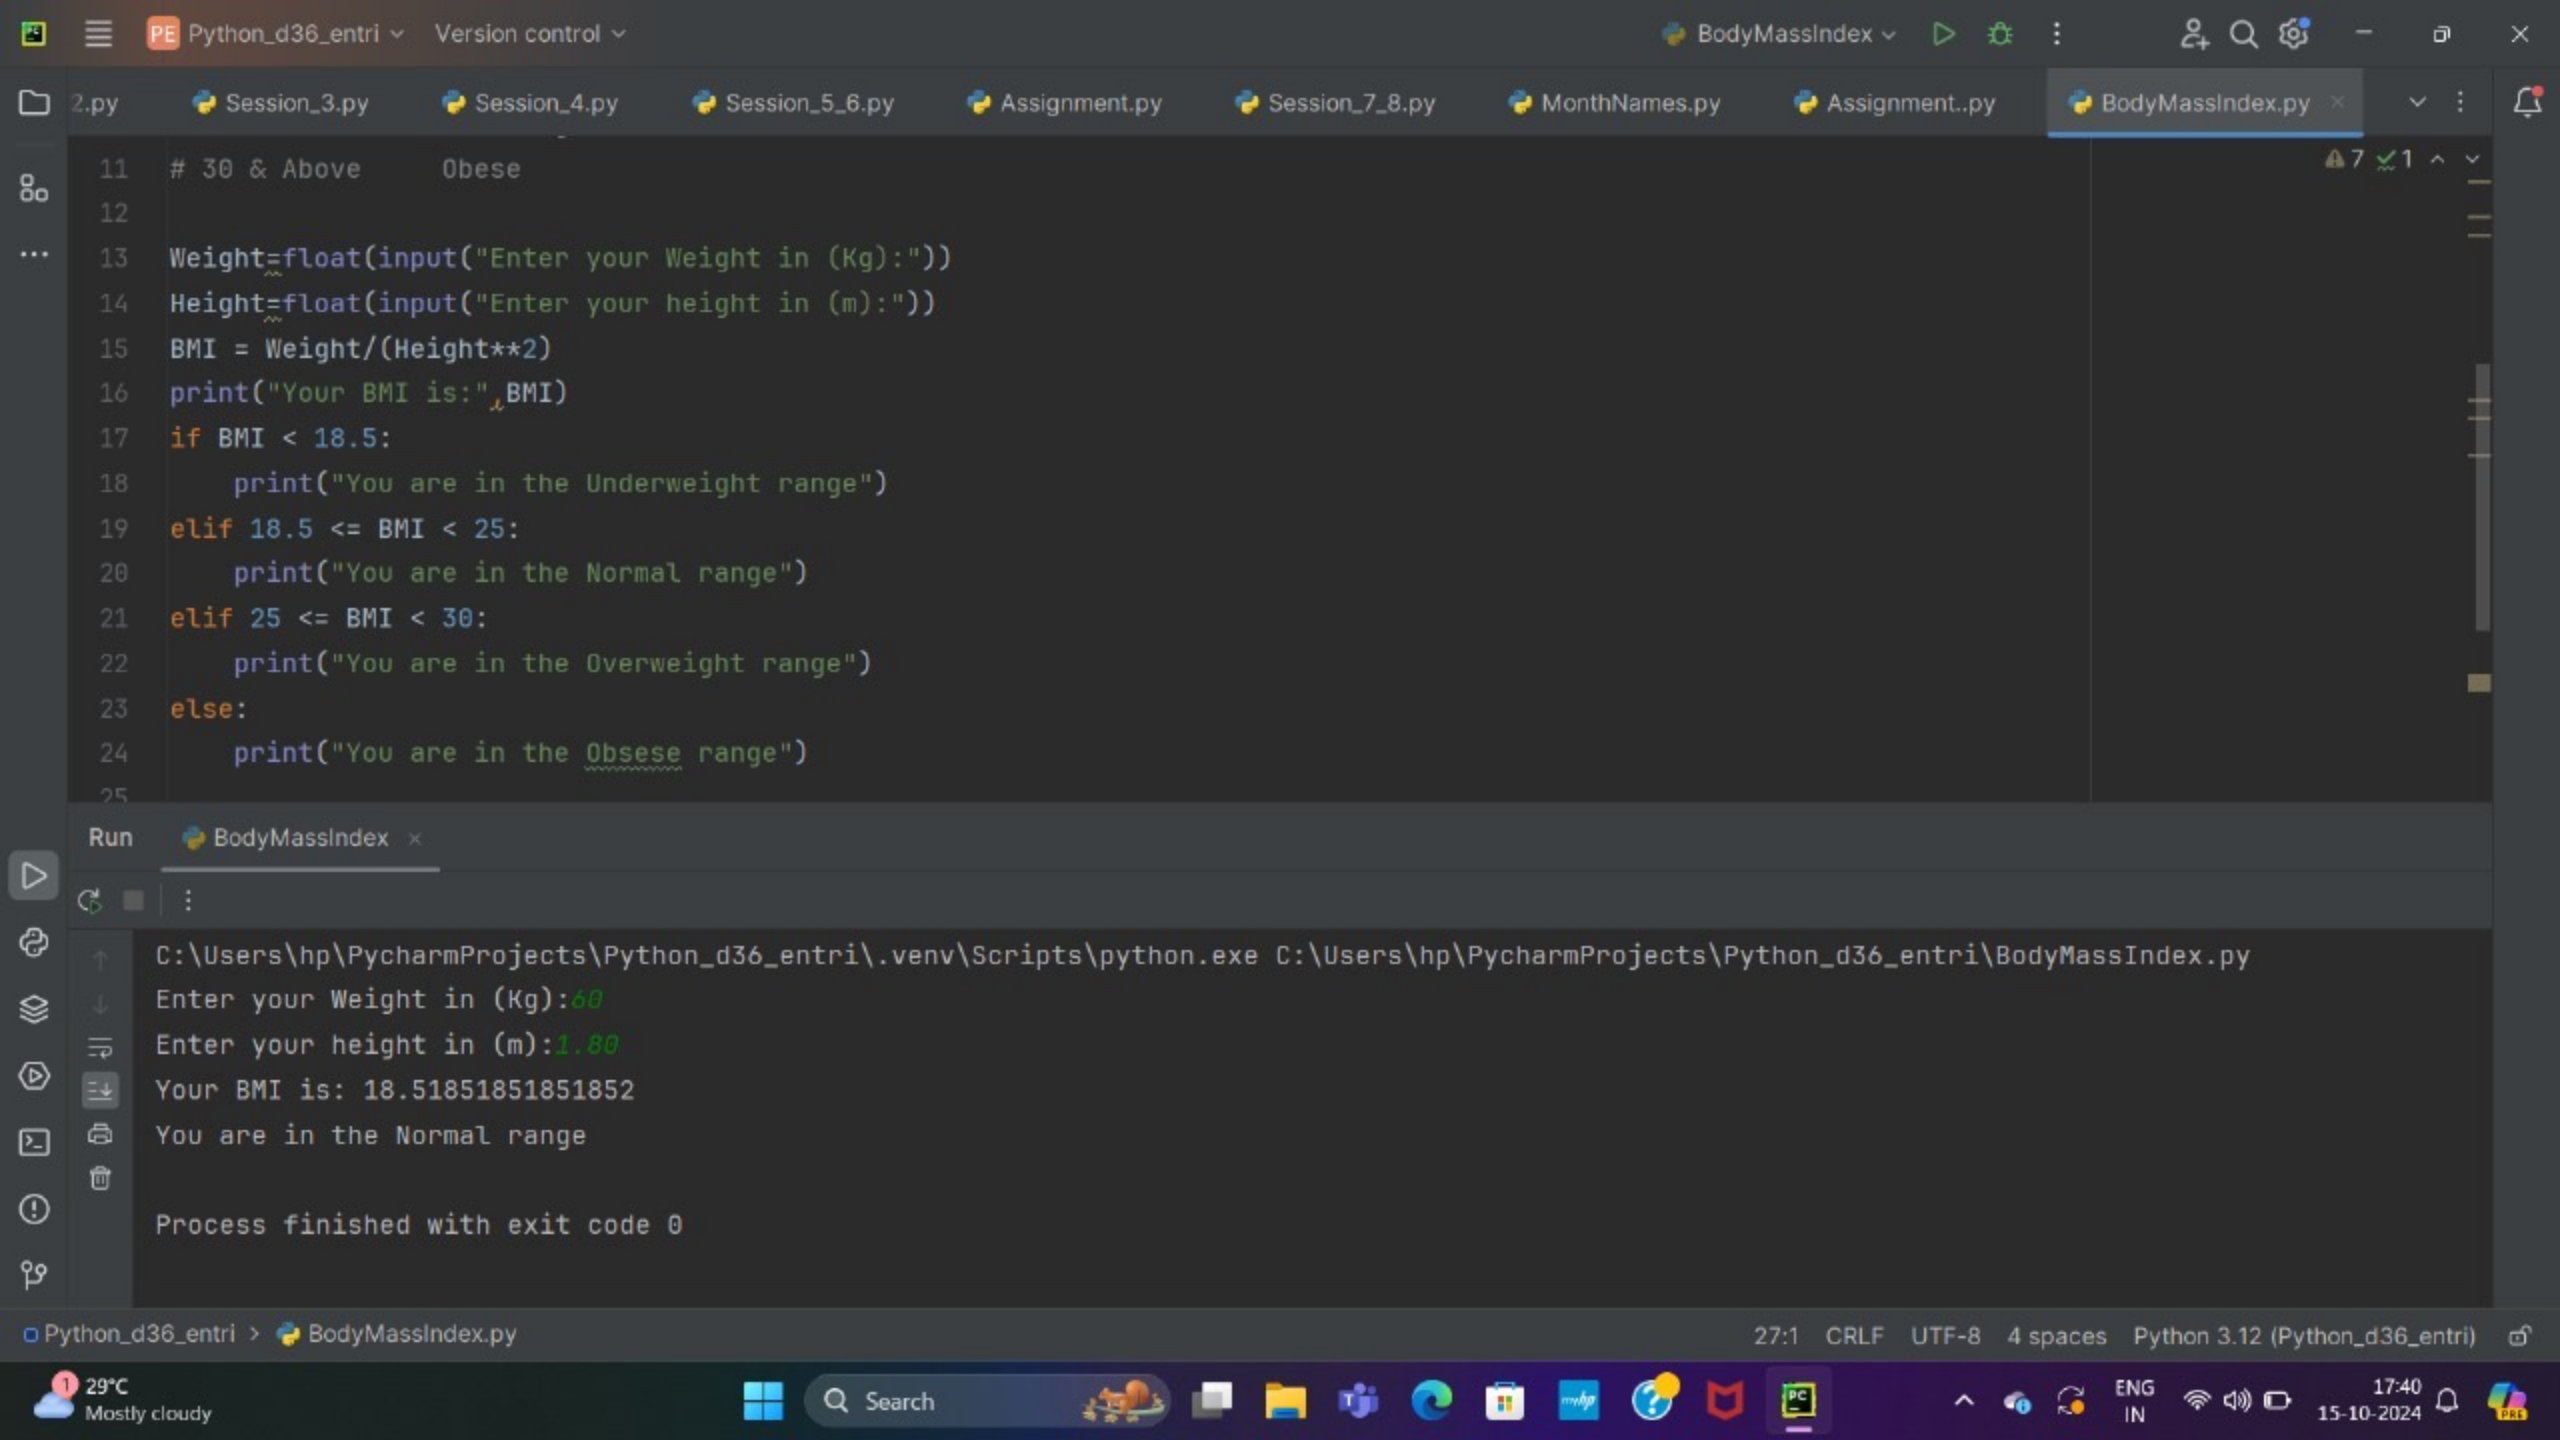 PE Python_d36_entri Version control BodyMassIndex
2.py Session_3.py Session_4.py Session_5_6.py Assignment.py Session_7_8.py MonthNames.py Assignment..py BodyMassIndex.py
7 1
11 # 30 & Above     Obese
12
13 Weight=float(input("Enter your Weight in (Kg):"))
14 Height=float(input("Enter your height in (m):"))
15 BMI = Weight/(Height**2)
16 print("Your BMI is:",BMI)
17 if BMI < 18.5:
18     print("You are in the Underweight range")
19 elif 18.5 <= BMI < 25:
20     print("You are in the Normal range")
21 elif 25 <= BMI < 30:
22     print("You are in the Overweight range")
23 else:
24     print("You are in the Obsese range")
25
Run BodyMassIndex
C:\Users\hp\PycharmProjects\Python_d36_entri\.venv\Scripts\python.exe C:\Users\hp\PycharmProjects\Python_d36_entri\BodyMassIndex.py
Enter your Weight in (Kg):60
Enter your height in (m):1.80
Your BMI is: 18.51851851851852
You are in the Normal range
Process finished with exit code 0
Python_d36_entri > BodyMassIndex.py 27:1 CRLF UTF-8 4 spaces Python 3.12 (Python_d36_entri)
1 29°C
Mostly cloudy
Search
myhp
PC
ENG
IN
17:40
15-10-2024
PRE